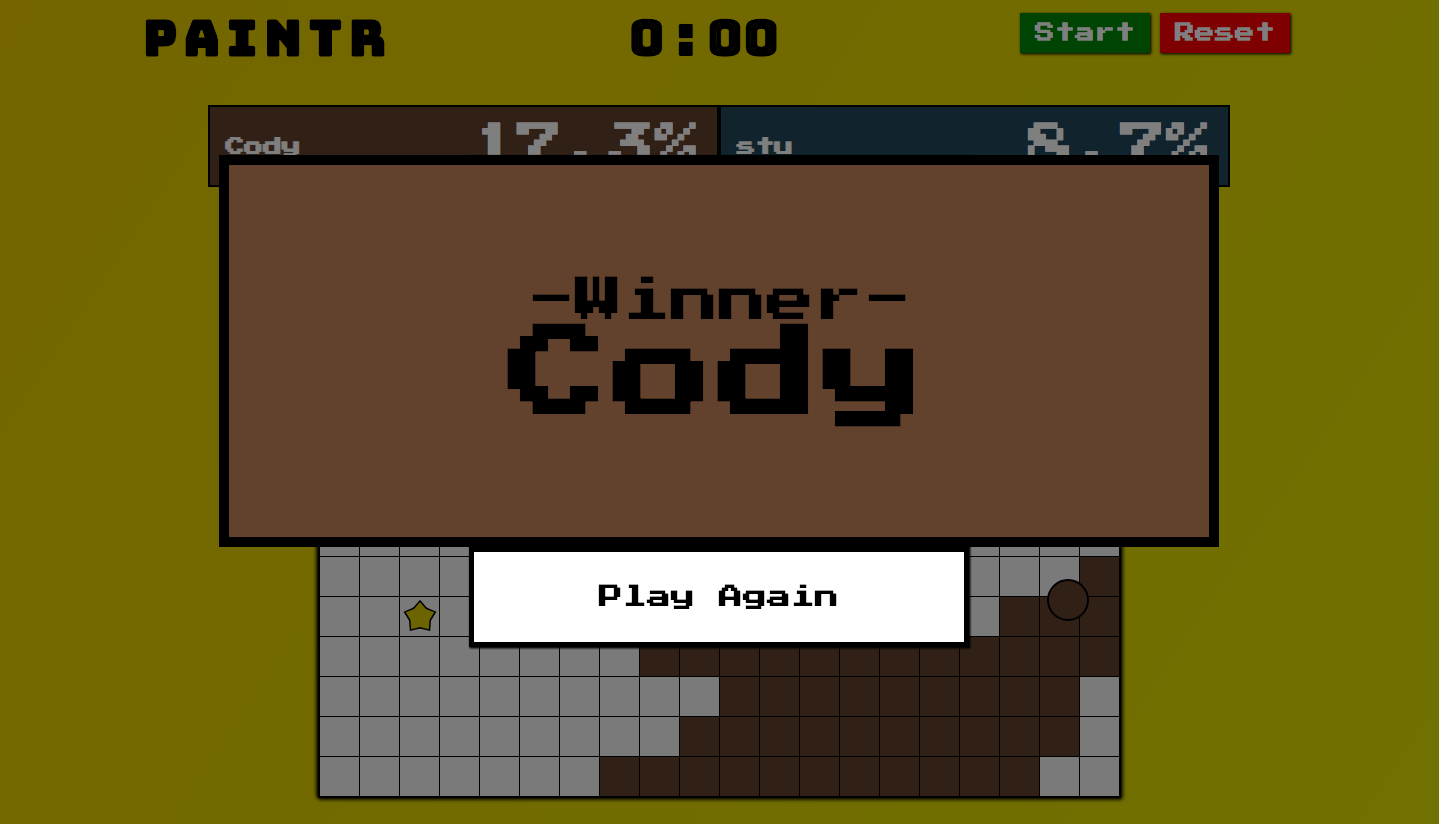 PAINTR
0:00
Start
Reset
Cody
17.3%
stu
8.7%
-Winner-
Cody
Play Again